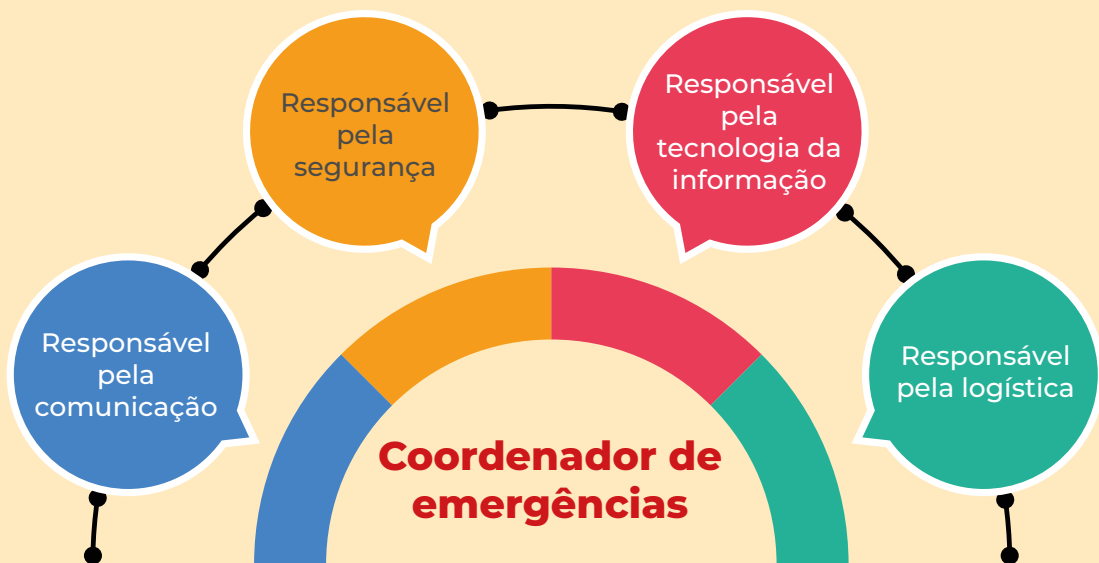 Responsável
pela
segurança
Responsável
pela
tecnologia da
informação
Responsável
pela
comunicação
Responsável
pela logística
Coordenador de
emergências